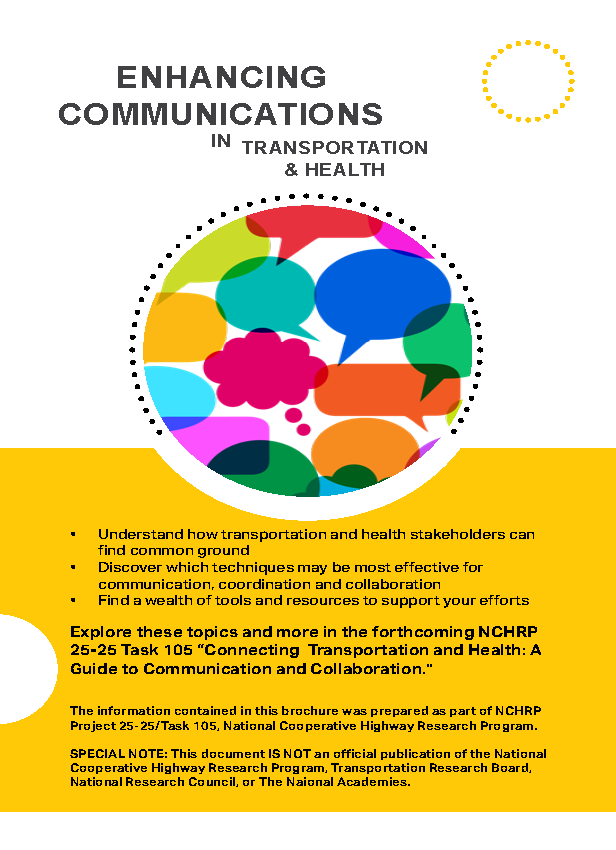 ENHANCING
COMMUNICATIONS
IN TRANSPORTATION
& HEALTH
• Understand how transportation and health stakeholders can
find common ground
• Discover which techniques may be most effective for
communication, coordination and collaboration
• Find a wealth of tools and resources to support your efforts
Explore these topics and more in the forthcoming NCHRP
25-25 Task 105 “Connecting Transportation and Health: A
Guide to Communication and Collaboration."
The information contained in this brochure was prepared as part of NCHRP
Project 25-25/Task 105, National Cooperative Highway Research Program.
SPECIAL NOTE: This document IS NOT an official publication of the National
Cooperative Highway Research Program, Transportation Research Board,
National Research Council, or The Naional Academies.